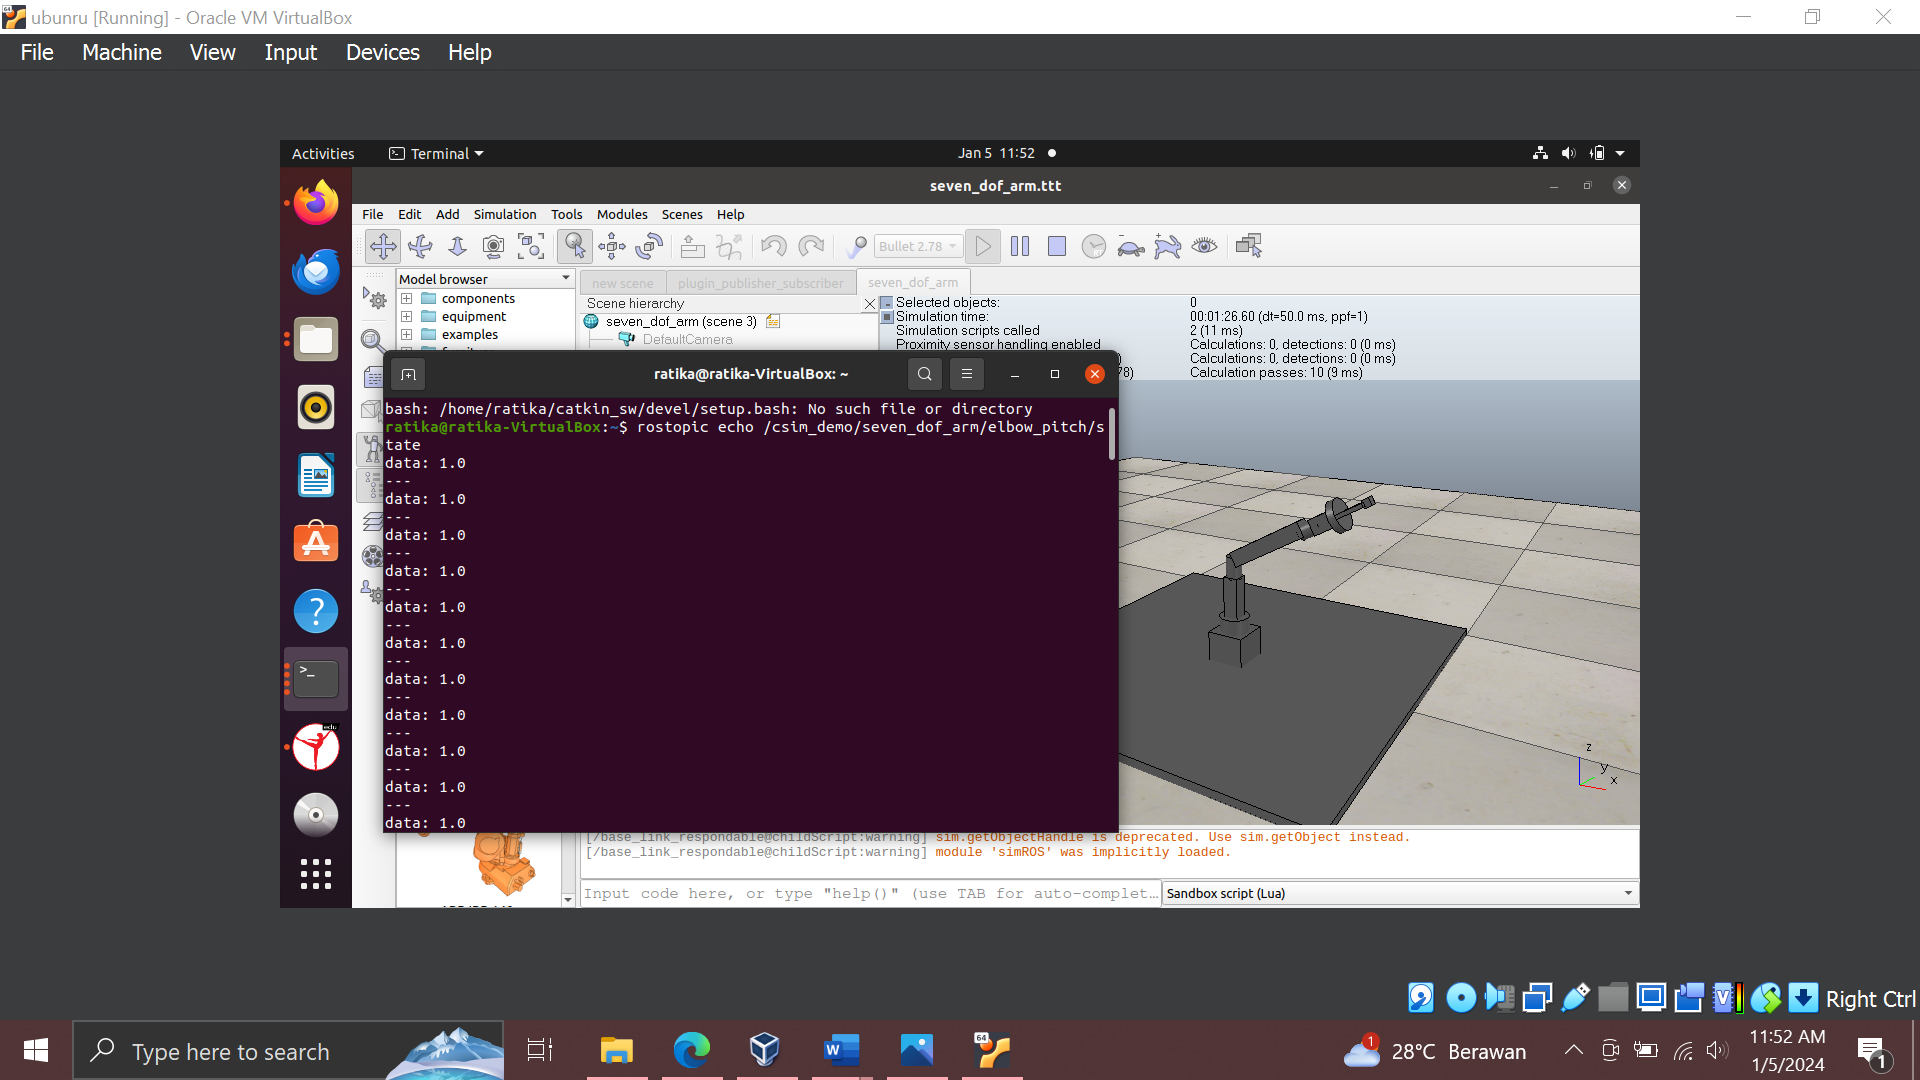 ubunru [Running] - Oracle VM VirtualBox
File Machine View Input Devices Help
Activities Terminal Jan 5 11:52
seven_dof_arm.ttt
File Edit Add Simulation Tools Modules Scenes Help
Bullet 2.78
Model browser
components
equipment
examples
new scene plugin_publisher_subscriber seven_dof_arm
Scene hierarchy
seven_dof_arm (scene 3)
DefaultCamera
Selected objects: 0
Simulation time: 00:01:26.60 (dt=50.0 ms, ppf=1)
Simulation scripts called 2 (11 ms)
Proximity sensor handling enabled Calculations: 0, detections: 0 (0 ms)
Calculations: 0, detections: 0 (0 ms)
78) Calculation passes: 10 (9 ms)
ratika@ratika-VirtualBox: ~
bash: /home/ratika/catkin_sw/devel/setup.bash: No such file or directory
ratika@ratika-VirtualBox:~$ rostopic echo /csim_demo/seven_dof_arm/elbow_pitch/s
tate
data: 1.0
---
data: 1.0
---
data: 1.0
---
data: 1.0
---
data: 1.0
---
data: 1.0
---
data: 1.0
---
data: 1.0
---
data: 1.0
---
data: 1.0
---
data: 1.0
z
y
x
edu
[/base_link_respondable@childScript:warning] sim.getObjectHandle is deprecated. Use sim.getObject instead.
[/base_link_respondable@childScript:warning] module 'simROS' was implicitly loaded.
Input code here, or type "help()" (use TAB for auto-complet...
Sandbox script (Lua)
Right Ctrl
Type here to search
1
28°C Berawan
11:52 AM
1/5/2024
1